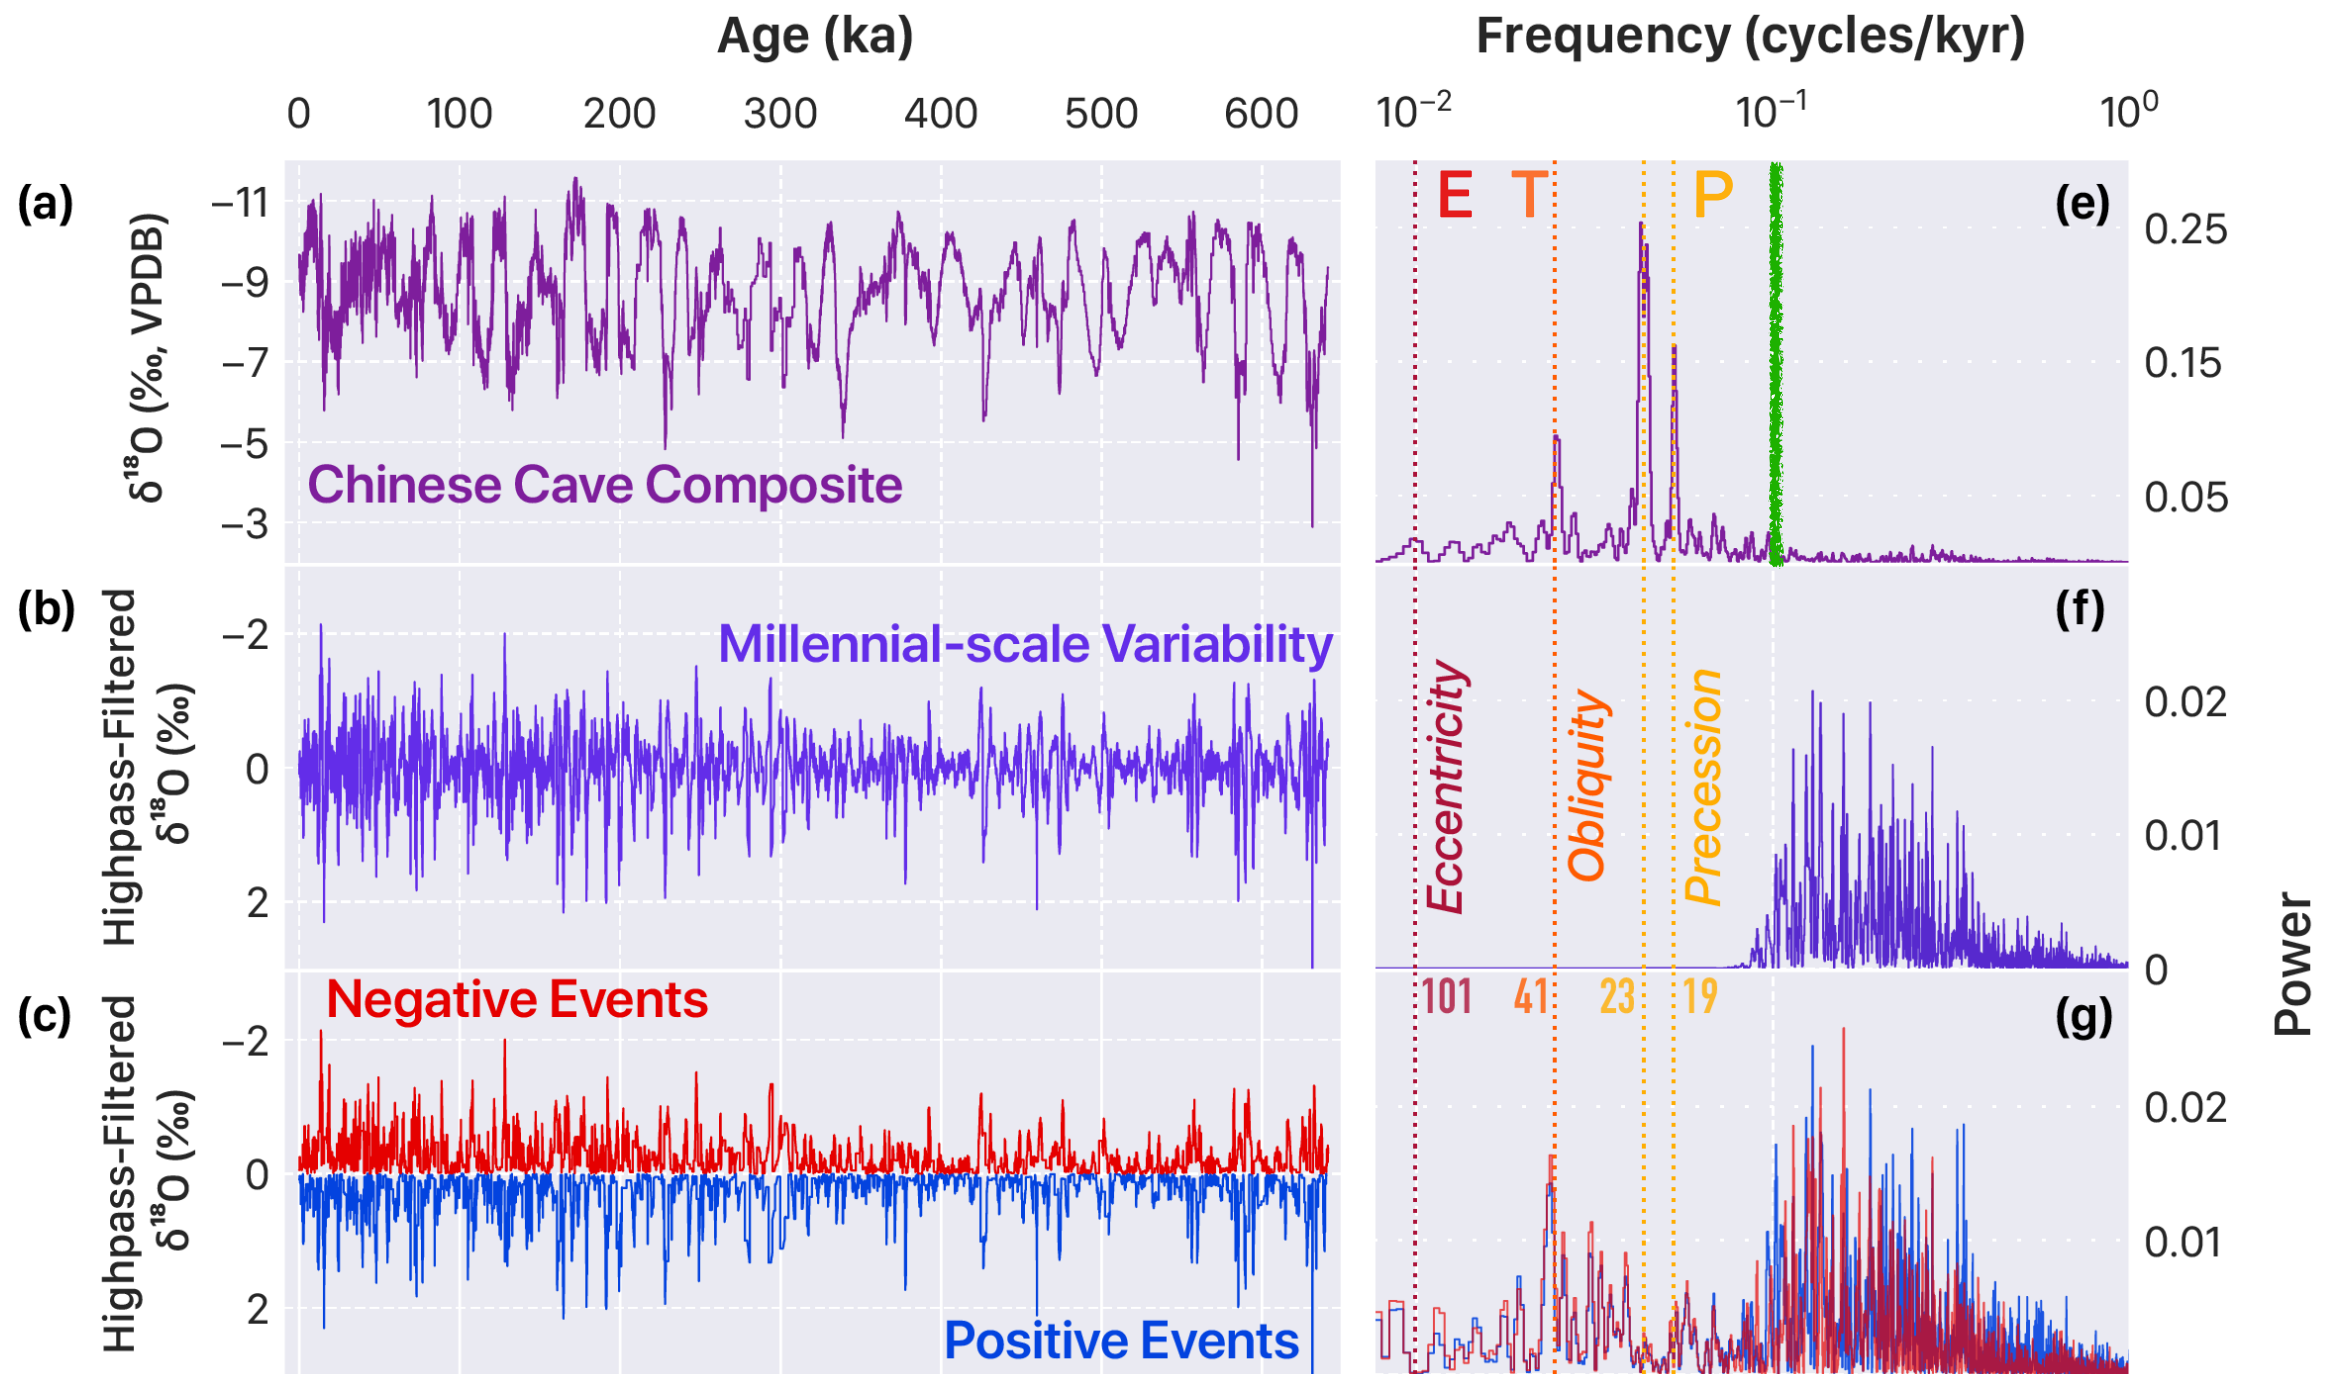 Age (ka)
Frequency (cycles/kyr)
0 100 200 300 400 500 600
10⁻² 10⁻¹ 10⁰
(a)
δ¹⁸O (‰, VPDB)
−11
−9
−7
−5
−3
Chinese Cave Composite
E T P
(e)
0.25
0.15
0.05
(b)
Highpass-Filtered
δ¹⁸O (‰)
−2
0
2
Millennial-scale Variability
Eccentricity
Obliquity
Precession
(f)
0.02
0.01
0
Power
(c)
Highpass-Filtered
δ¹⁸O (‰)
−2
0
2
Negative Events
Positive Events
101 41 23 19
(g)
0.02
0.01